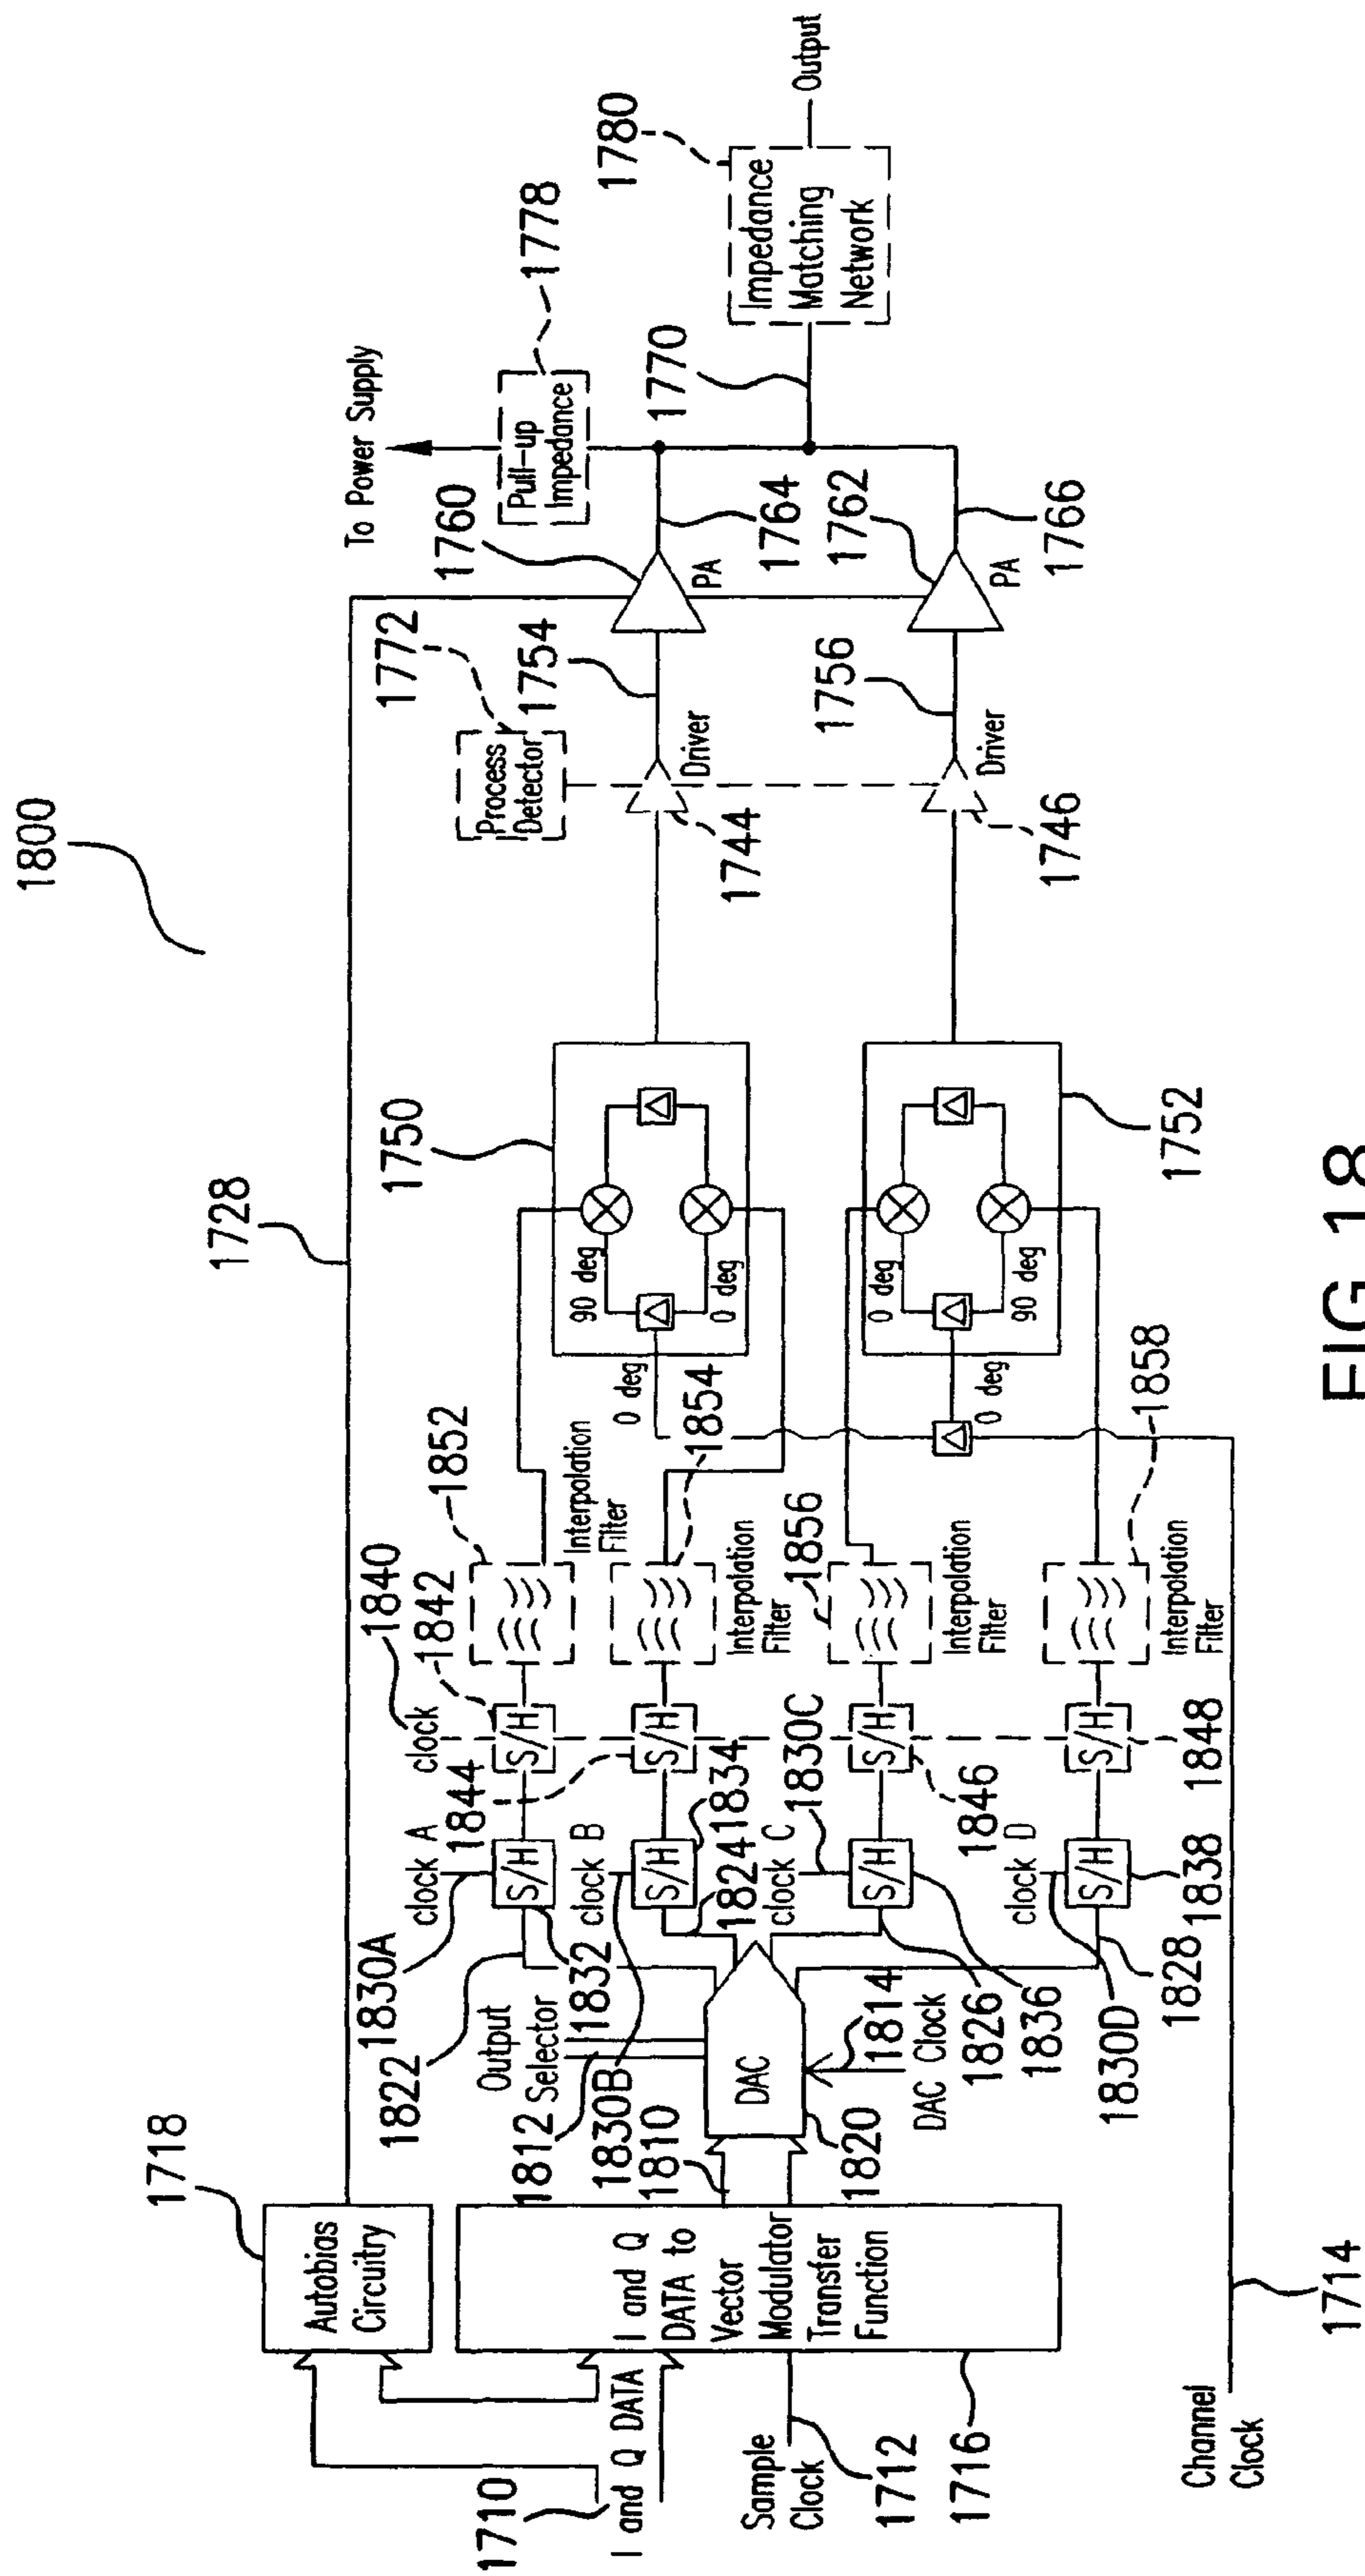 1800
1718
Autobias
Circuitry
1728
To Power Supply
1710
I and Q DATA
Sample
Clock
1712
1716
I and Q
DATA to
Vector
Modulator
Transfer
Function
1810
1812
Output
Selector
DAC
1820
1814
DAC Clock
1822
1824
1826
1828
1830A
clock A
1832
S/H
1830B
clock B
1834
S/H
1830C
clock C
1836
S/H
1830D
clock D
1838
S/H
1840
clock
1842
S/H
1844
S/H
1846
S/H
1848
S/H
1852
Interpolation
Filter
1854
Interpolation
Filter
1856
Interpolation
Filter
1858
Interpolation
Filter
1750
90 deg
0 deg
0 deg
1752
0 deg
90 deg
0 deg
Channel
Clock
1714
1772
Process
Detector
1744
Driver
1754
1746
Driver
1756
1760
PA
1764
1762
PA
1766
1778
Pull-up
Impedance
1770
1780
Impedance
Matching
Network
Output
FIG. 18